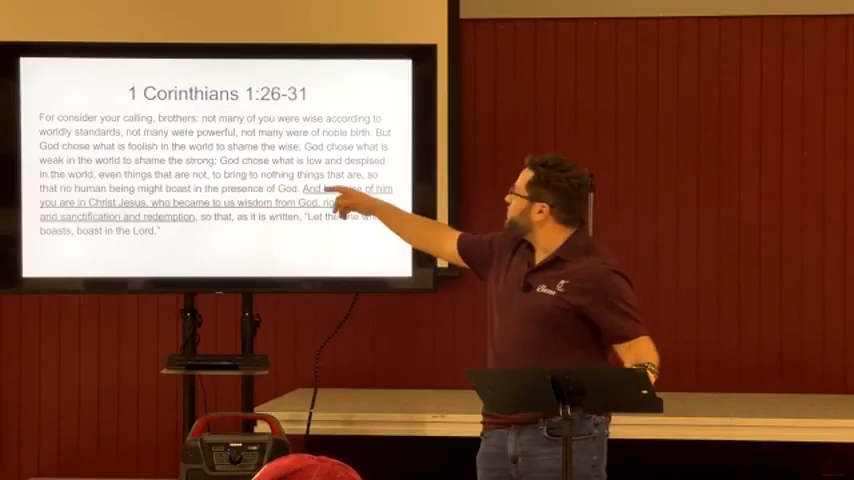 1 Corinthians 1:26-31
For consider your calling, brothers: not many of you were wise according to
worldly standards, not many were powerful, not many were of noble birth. But
God chose what is foolish in the world to shame the wise; God chose what is
weak in the world to shame the strong; God chose what is low and despised
in the world, even things that are not, to bring to nothing things that are, so
that no human being might boast in the presence of God. And of him
you are in Christ Jesus, who became to us wisdom from God,
and sanctification and redemption, so that, as it is written, “Let the
boasts, boast in the Lord.”